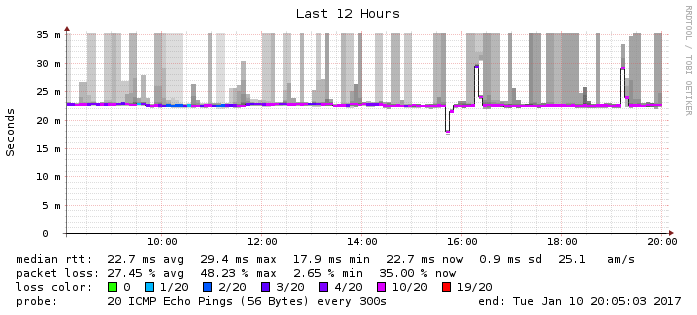 Last 12 Hours
RRDTOOL / TOBI OETIKER
Seconds
35 m
30 m
25 m
20 m
15 m
10 m
5 m
0
10:00 12:00 14:00 16:00 18:00 20:00
median rtt: 22.7 ms avg 29.4 ms max 17.9 ms min 22.7 ms now 0.9 ms sd 25.1 am/s
packet loss: 27.45 % avg 48.23 % max 2.65 % min 35.00 % now
loss color: 0 1/20 2/20 3/20 4/20 10/20 19/20
probe: 20 ICMP Echo Pings (56 Bytes) every 300s end: Tue Jan 10 20:05:03 2017